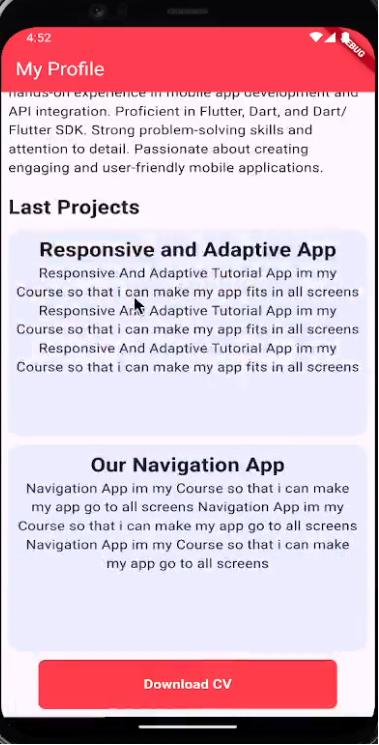 4:52
DEBUG
My Profile
hands-on experience in mobile app development and
API integration. Proficient in Flutter, Dart, and Dart/
Flutter SDK. Strong problem-solving skills and
attention to detail. Passionate about creating
engaging and user-friendly mobile applications.
Last Projects
Responsive and Adaptive App
Responsive And Adaptive Tutorial App im my
Course so that i can make my app fits in all screens
Responsive And Adaptive Tutorial App im my
Course so that i can make my app fits in all screens
Responsive And Adaptive Tutorial App im my
Course so that i can make my app fits in all screens
Our Navigation App
Navigation App im my Course so that i can make
my app go to all screens Navigation App im my
Course so that i can make my app go to all screens
Navigation App im my Course so that i can make
my app go to all screens
Download CV